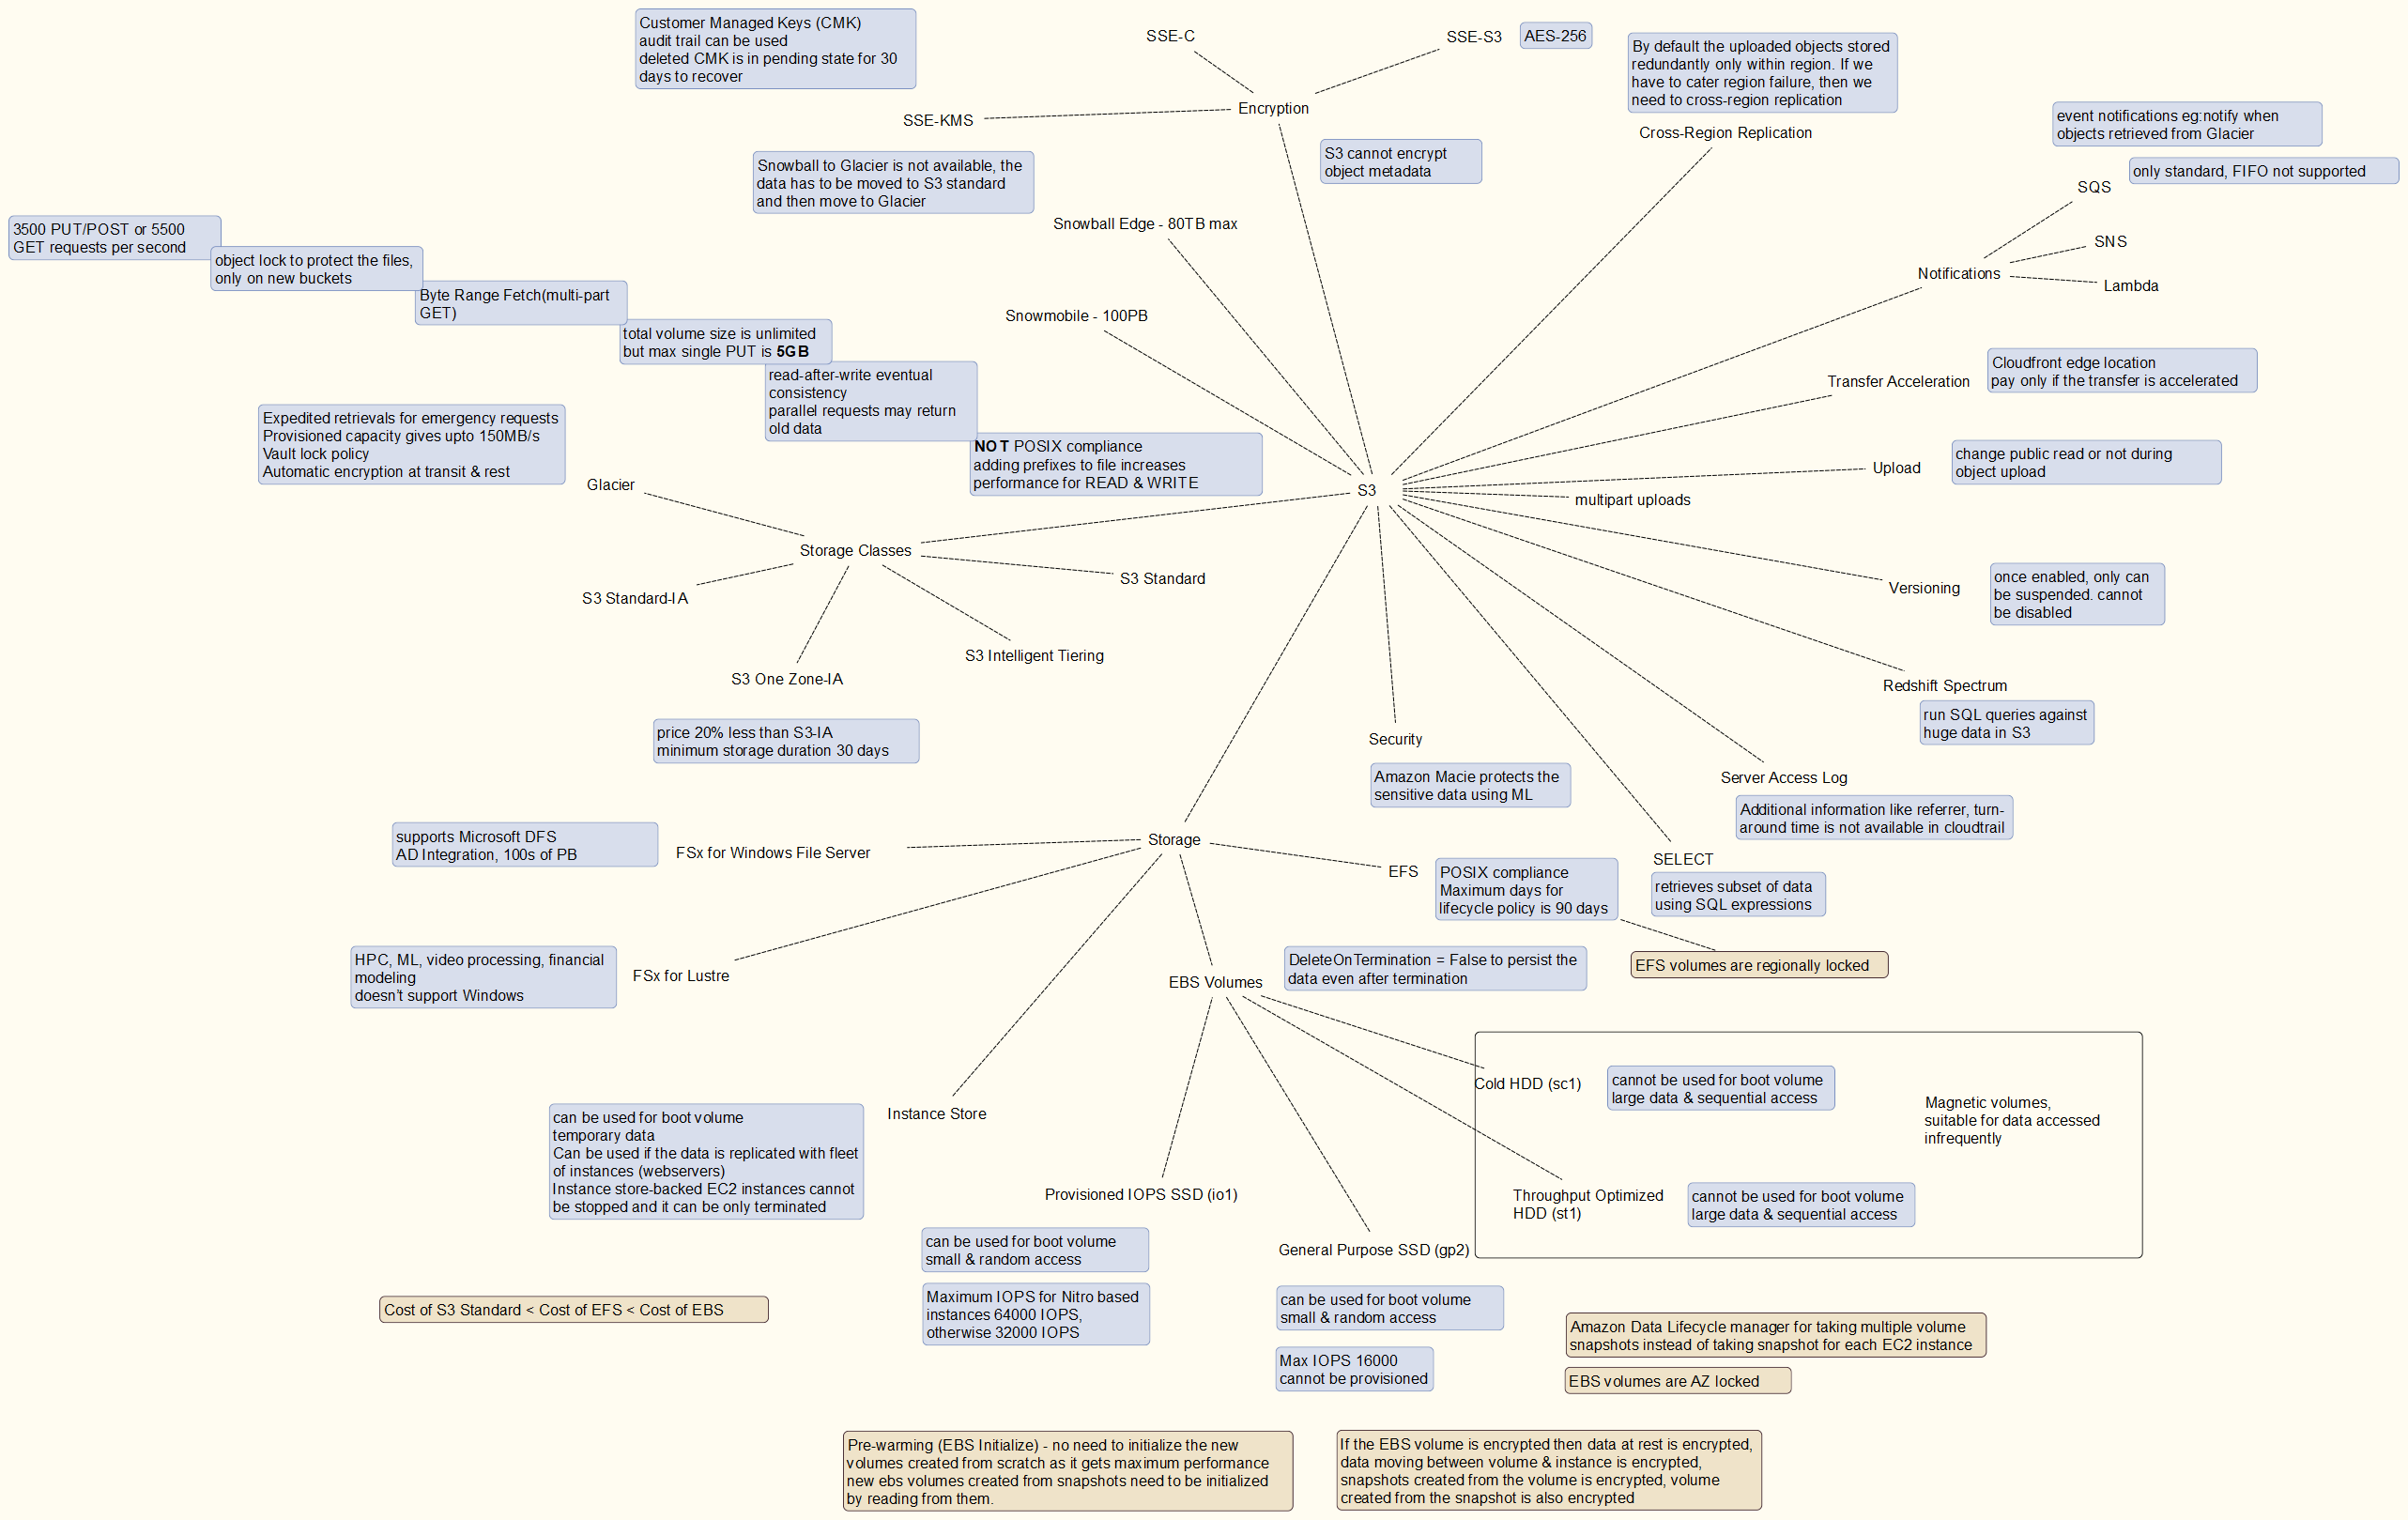 Customer Managed Keys (CMK)
audit trail can be used
deleted CMK is in pending state for 30
days to recover
SSE-C
SSE-S3
AES-256
Encryption
SSE-KMS
S3 cannot encrypt
object metadata
By default the uploaded objects stored
redundantly only within region. If we
have to cater region failure, then we
need to cross-region replication
Cross-Region Replication
event notifications eg:notify when
objects retrieved from Glacier
only standard, FIFO not supported
SQS
SNS
Notifications
Lambda
Snowball to Glacier is not available, the
data has to be moved to S3 standard
and then move to Glacier
Snowball Edge - 80TB max
Snowmobile - 100PB
3500 PUT/POST or 5500
GET requests per second
object lock to protect the files,
only on new buckets
Byte Range Fetch(multi-part
GET)
total volume size is unlimited
but max single PUT is 5GB
read-after-write eventual
consistency
parallel requests may return
old data
NOT POSIX compliance
adding prefixes to file increases
performance for READ & WRITE
Transfer Acceleration
Cloudfront edge location
pay only if the transfer is accelerated
Upload
change public read or not during
object upload
S3
multipart uploads
Expedited retrievals for emergency requests
Provisioned capacity gives upto 150MB/s
Vault lock policy
Automatic encryption at transit & rest
Glacier
Storage Classes
S3 Standard
S3 Standard-IA
S3 Intelligent Tiering
S3 One Zone-IA
price 20% less than S3-IA
minimum storage duration 30 days
Versioning
once enabled, only can
be suspended. cannot
be disabled
Redshift Spectrum
run SQL queries against
huge data in S3
Security
Amazon Macie protects the
sensitive data using ML
Server Access Log
Additional information like referrer, turn-
around time is not available in cloudtrail
SELECT
retrieves subset of data
using SQL expressions
Storage
supports Microsoft DFS
AD Integration, 100s of PB
FSx for Windows File Server
EFS
POSIX compliance
Maximum days for
lifecycle policy is 90 days
EFS volumes are regionally locked
HPC, ML, video processing, financial
modeling
doesn't support Windows
FSx for Lustre
EBS Volumes
DeleteOnTermination = False to persist the
data even after termination
Cold HDD (sc1)
cannot be used for boot volume
large data & sequential access
Magnetic volumes,
suitable for data accessed
infrequently
Throughput Optimized
HDD (st1)
cannot be used for boot volume
large data & sequential access
can be used for boot volume
temporary data
Can be used if the data is replicated with fleet
of instances (webservers)
Instance store-backed EC2 instances cannot
be stopped and it can be only terminated
Instance Store
Provisioned IOPS SSD (io1)
can be used for boot volume
small & random access
Maximum IOPS for Nitro based
instances 64000 IOPS,
otherwise 32000 IOPS
General Purpose SSD (gp2)
can be used for boot volume
small & random access
Max IOPS 16000
cannot be provisioned
Cost of S3 Standard < Cost of EFS < Cost of EBS
Amazon Data Lifecycle manager for taking multiple volume
snapshots instead of taking snapshot for each EC2 instance
EBS volumes are AZ locked
Pre-warming (EBS Initialize) - no need to initialize the new
volumes created from scratch as it gets maximum performance
new ebs volumes created from snapshots need to be initialized
by reading from them.
If the EBS volume is encrypted then data at rest is encrypted,
data moving between volume & instance is encrypted,
snapshots created from the volume is encrypted, volume
created from the snapshot is also encrypted